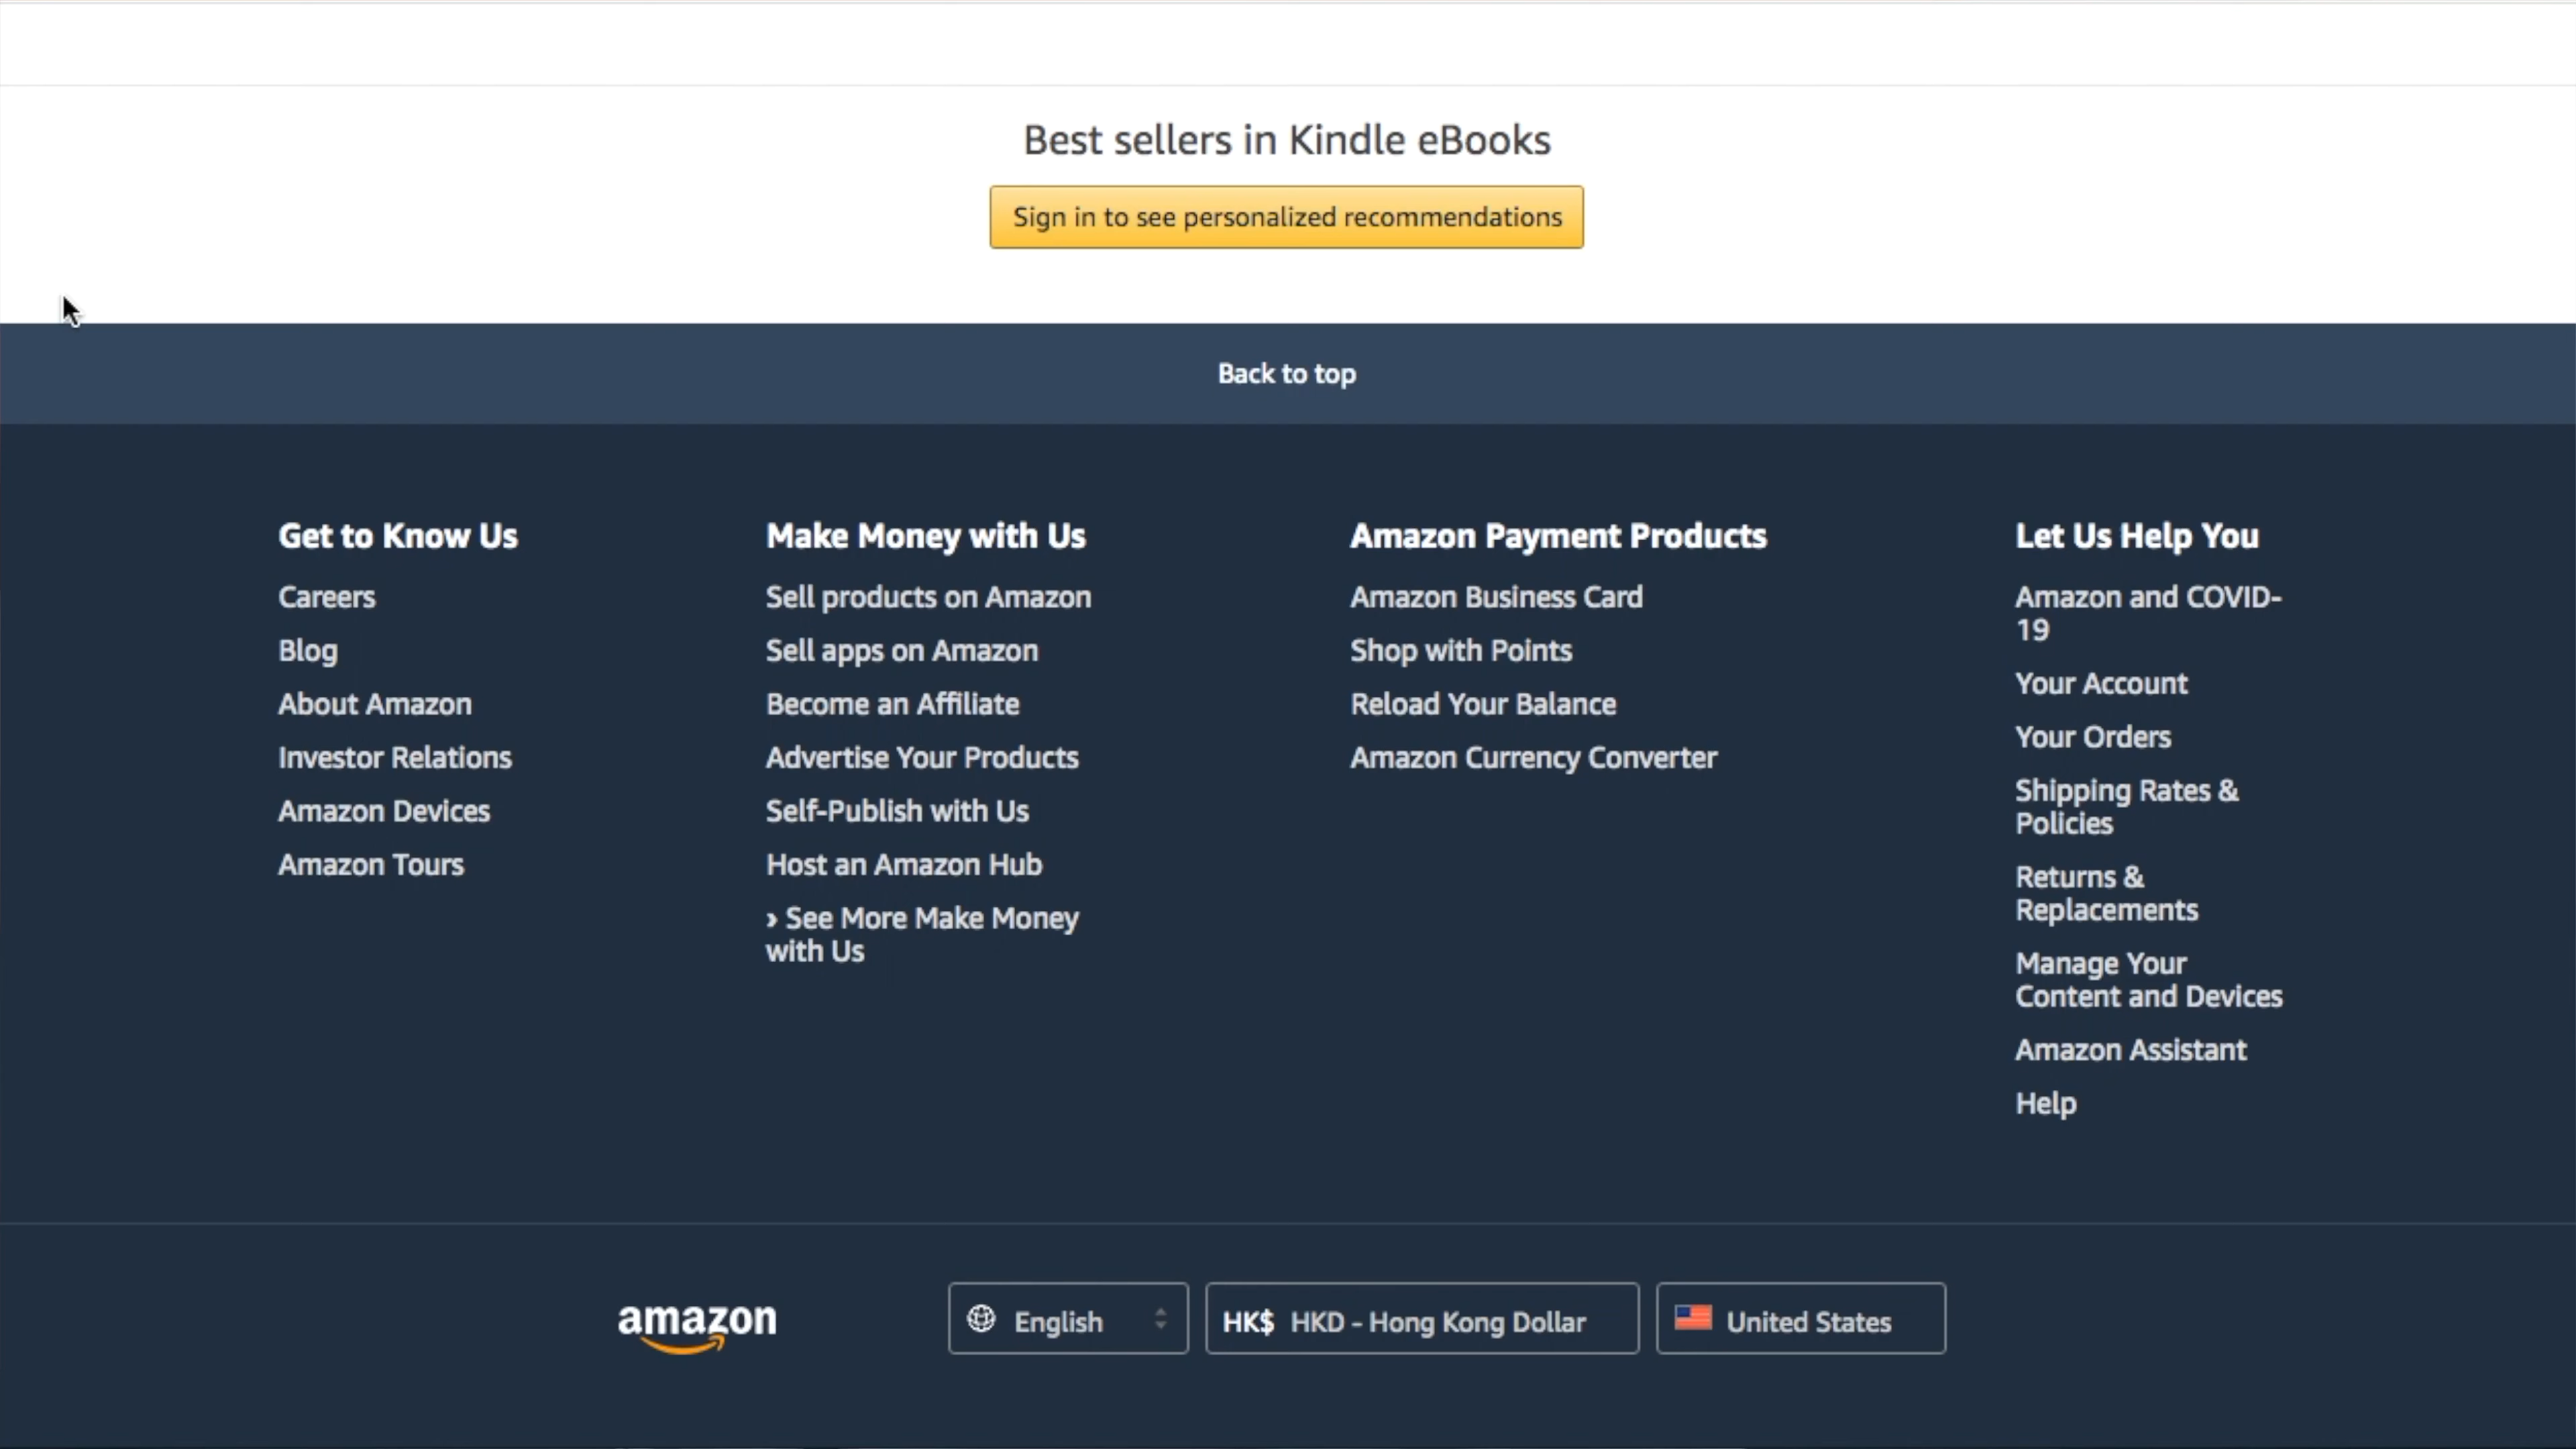 Best sellers in Kindle eBooks
Sign in to see personalized recommendations
Back to top
Get to Know Us
Careers
Blog
About Amazon
Investor Relations
Amazon Devices
Amazon Tours
Make Money with Us
Sell products on Amazon
Sell apps on Amazon
Become an Affiliate
Advertise Your Products
Self-Publish with Us
Host an Amazon Hub
› See More Make Money
with Us
Amazon Payment Products
Amazon Business Card
Shop with Points
Reload Your Balance
Amazon Currency Converter
Let Us Help You
Amazon and COVID-
19
Your Account
Your Orders
Shipping Rates &
Policies
Returns &
Replacements
Manage Your
Content and Devices
Amazon Assistant
Help
amazon
English
HK$ HKD - Hong Kong Dollar
United States